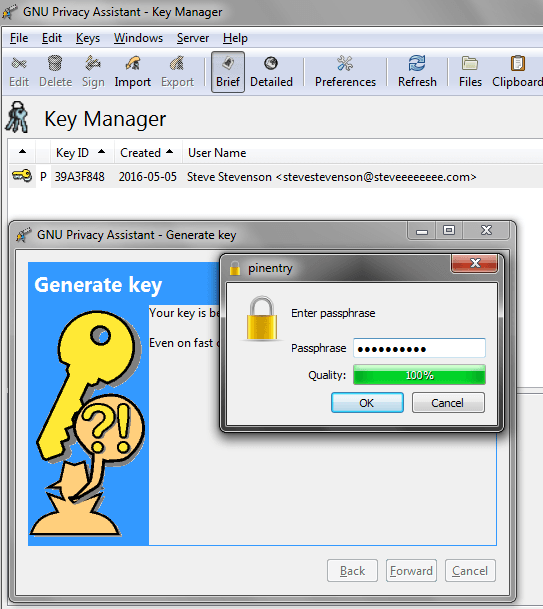 GNU Privacy Assistant - Key Manager
File Edit Keys Windows Server Help
Edit Delete Sign Import Export Brief Detailed Preferences Refresh Files Clipboard
Key Manager
Key ID Created User Name
P 39A3F848 2016-05-05 Steve Stevenson <stevestevenson@steveeeeeeee.com>
GNU Privacy Assistant - Generate key
Generate key
Your key is be
Even on fast
pinentry
Enter passphrase
Passphrase ●●●●●●●●●●
Quality: 100%
OK Cancel
?!
Back Forward Cancel